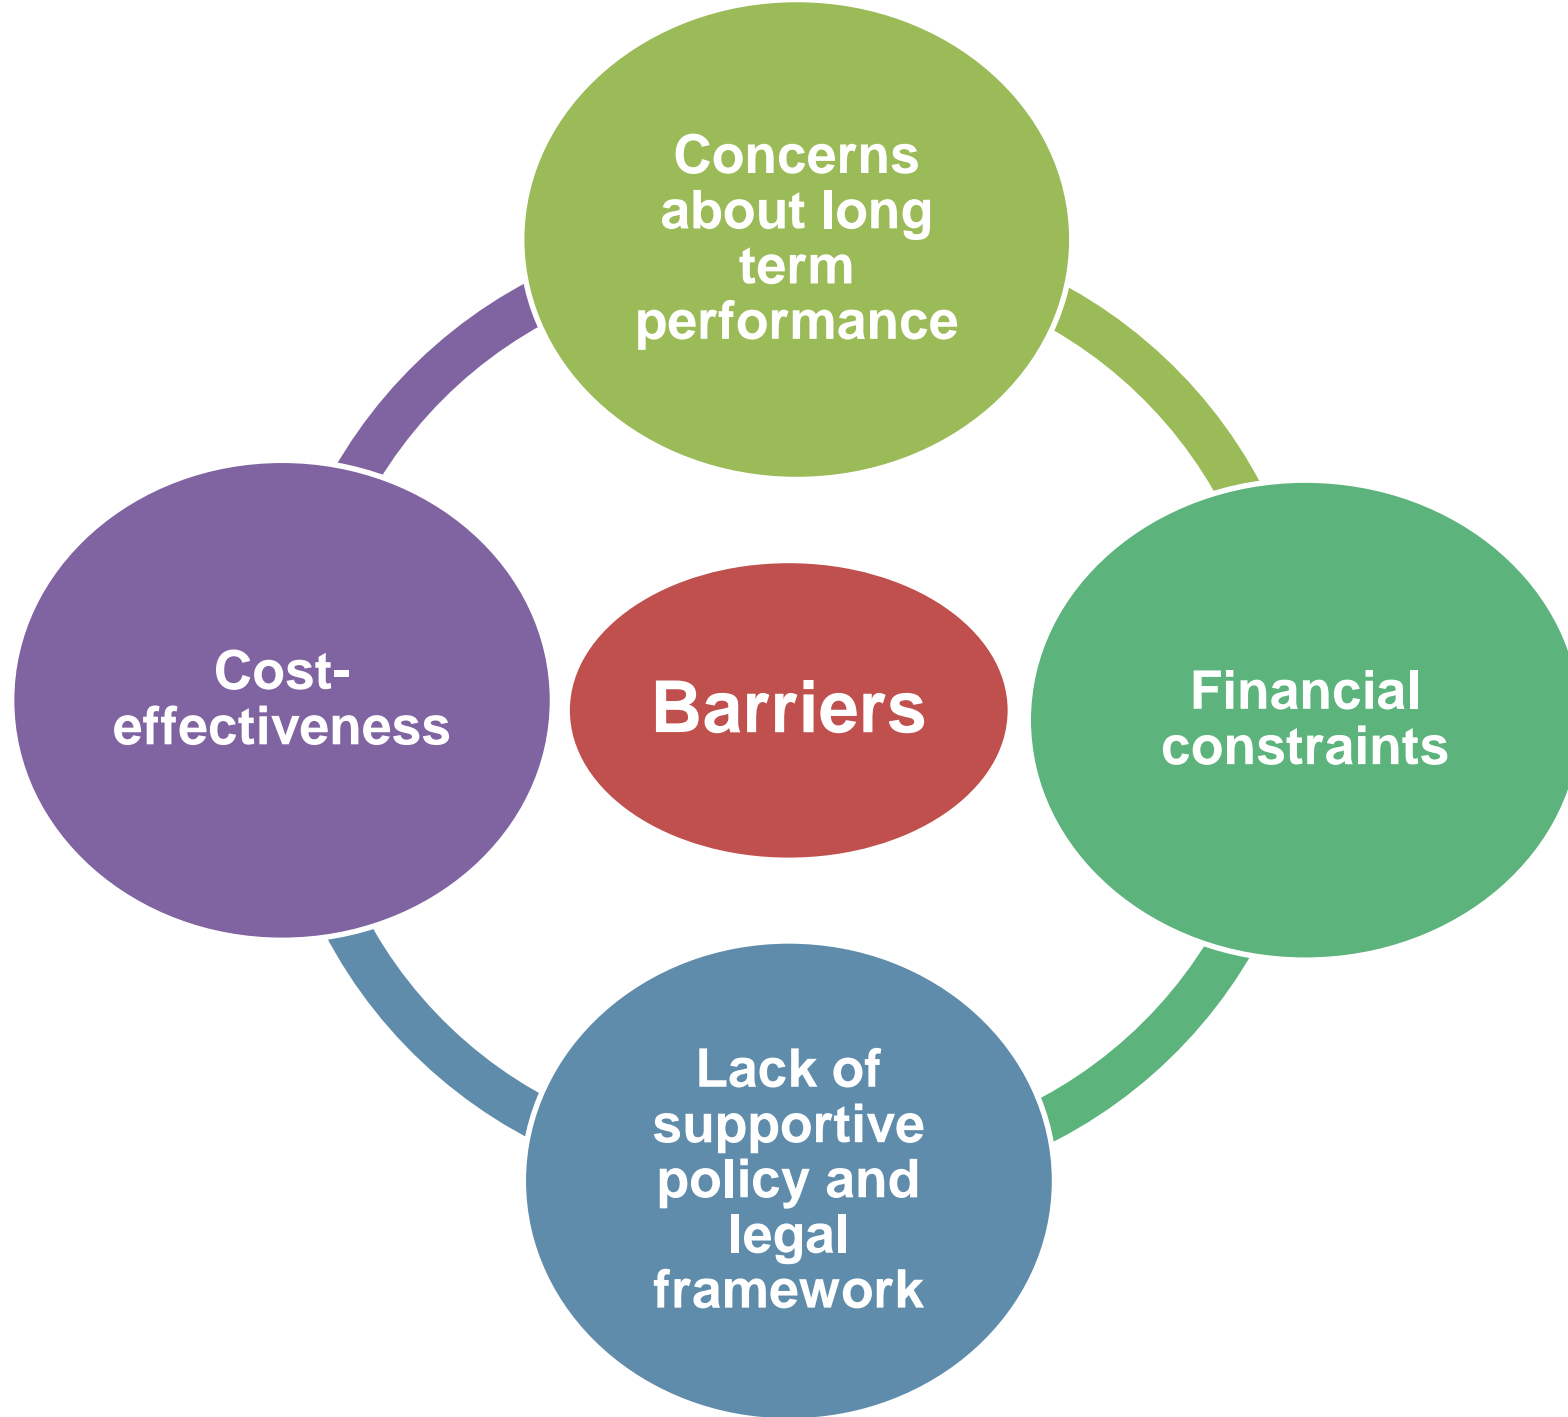 Concerns
about long
term
performance
Cost-
effectiveness
Barriers
Financial
constraints
Lack of
supportive
policy and
legal
framework